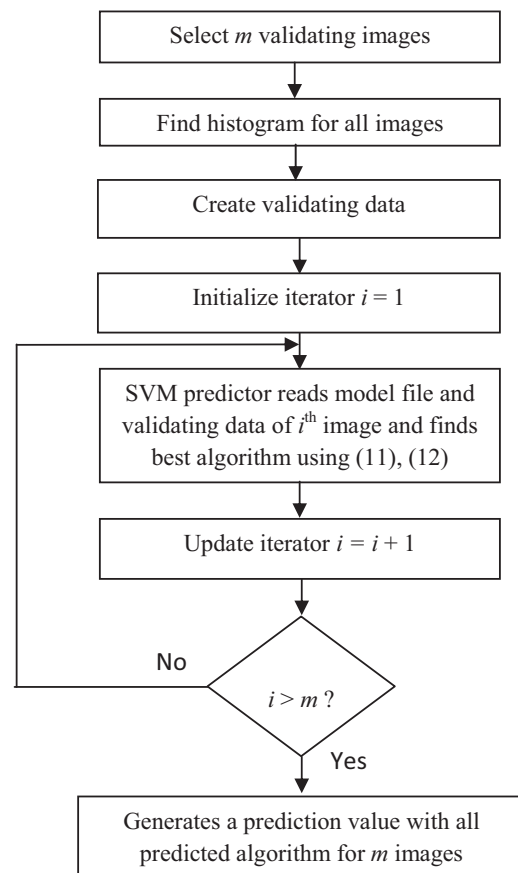 Select m validating images
Find histogram for all images
Create validating data
Initialize iterator i = 1
SVM predictor reads model file and
validating data of ith image and finds
best algorithm using (11), (12)
Update iterator i = i + 1
No
i > m ?
Yes
Generates a prediction value with all
predicted algorithm for m images